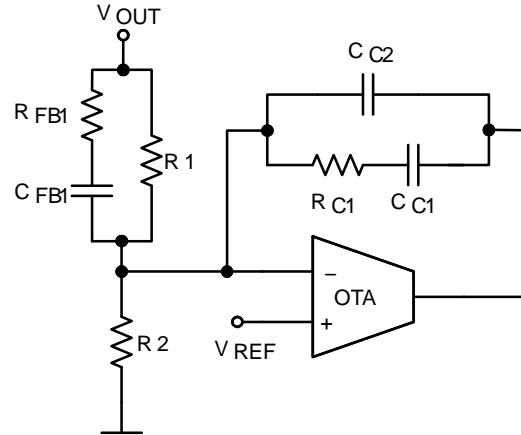 V OUT
C C2
R FB1
R 1
C FB1
R C1
C C1
−
OTA
+
R 2
V REF